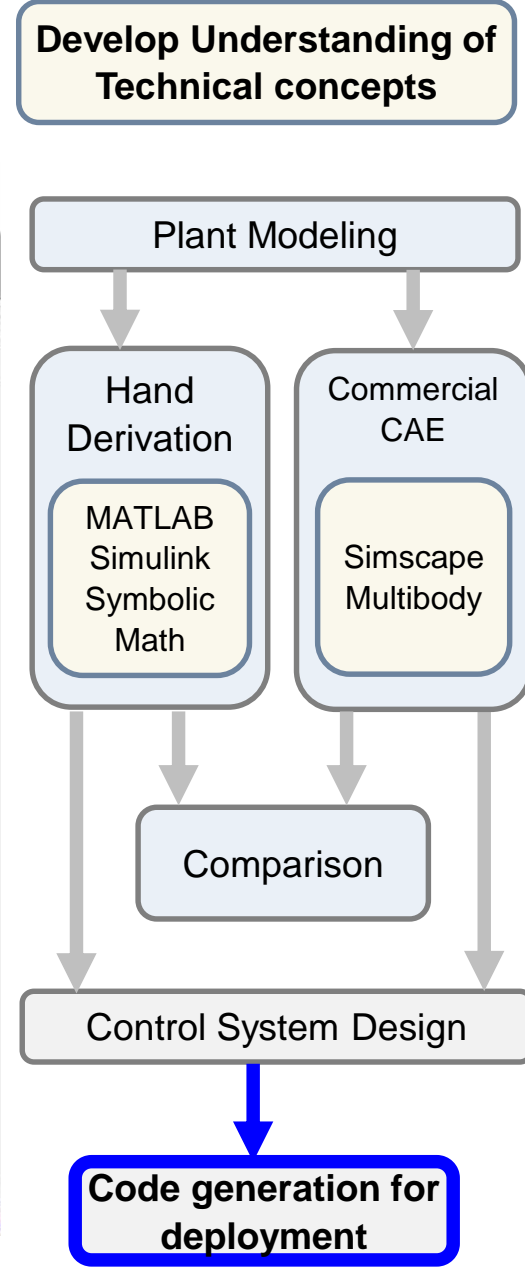 Develop Understanding of
Technical concepts
Plant Modeling
Hand
Derivation
MATLAB
Simulink
Symbolic
Math
Commercial
CAE
Simscape
Multibody
Comparison
Control System Design
Code generation for
deployment